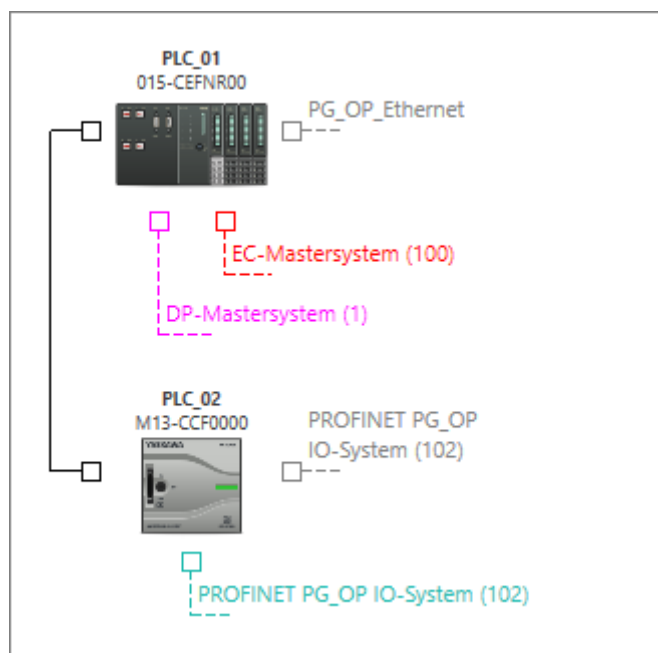 PLC_01
015-CEFNR00
PG_OP_Ethernet
EC-Mastersystem (100)
DP-Mastersystem (1)
PLC_02
M13-CCF0000
PROFINET PG_OP
IO-System (102)
YASKAWA
PROFINET PG_OP IO-System (102)